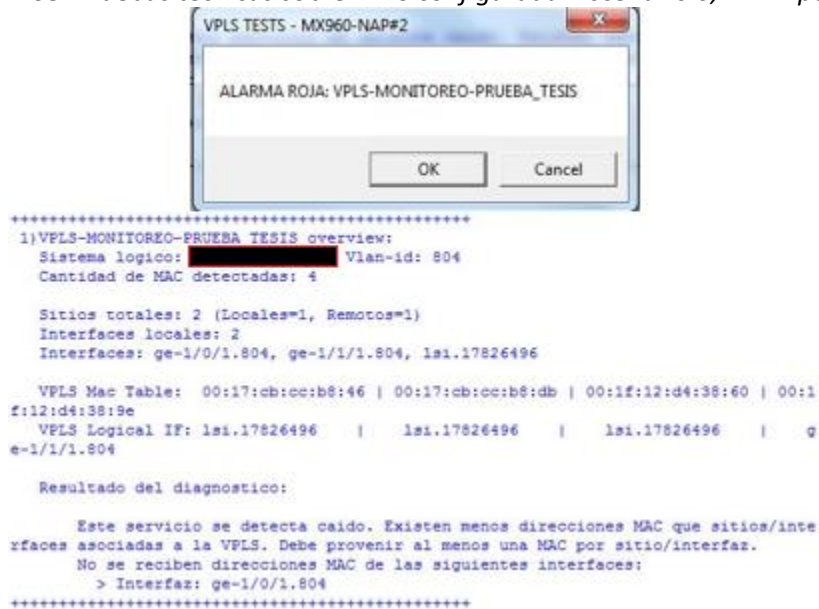 VPLS TESTS - MX960-NAP#2
ALARMA ROJA: VPLS-MONITOREO-PRUEBA_TESIS
OK
Cancel
++++++++++++++++++++++++++++++++++++++++++++++++++
1)VPLS-MONITOREO-PRUEBA TESIS overview:
Sistema logico: Vlan-id: 804
Cantidad de MAC detectadas: 4
Sitios totales: 2 (Locales=1, Remotos=1)
Interfaces locales: 2
Interfaces: ge-1/0/1.804, ge-1/1/1.804, lsi.17826496
VPLS Mac Table: 00:17:cb:cc:b8:46 | 00:17:cb:cc:b8:db | 00:1f:12:d4:38:60 | 00:1
f:12:d4:38:9e
VPLS Logical IF: lsi.17826496 | lsi.17826496 | lsi.17826496 | g
e-1/1/1.804
Resultado del diagnostico:
Este servicio se detecta caido. Existen menos direcciones MAC que sitios/inte
rfaces asociadas a la VPLS. Debe provenir al menos una MAC por sitio/interfaz.
No se reciben direcciones MAC de las siguientes interfaces:
> Interfaz: ge-1/0/1.804
++++++++++++++++++++++++++++++++++++++++++++++++++